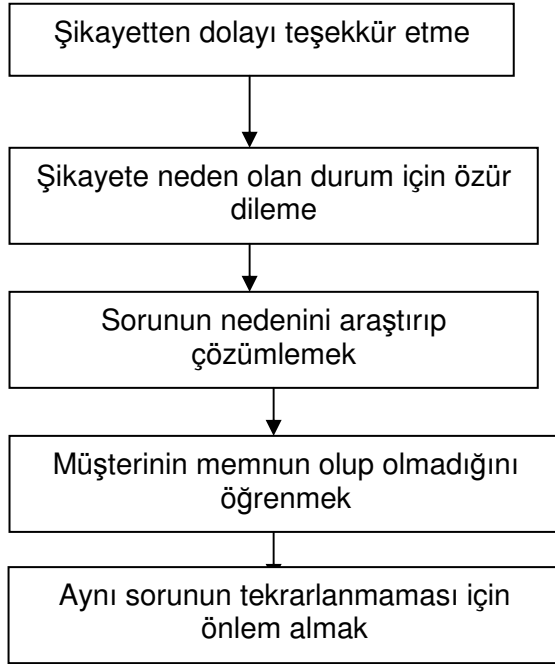 Şikayetten dolayı teşekkür etme
Şikayete neden olan durum için özür
dileme
Sorunun nedenini araştırıp
çözümlemek
Müşterinin memnun olup olmadığını
öğrenmek
Aynı sorunun tekrarlanmaması için
önlem almak